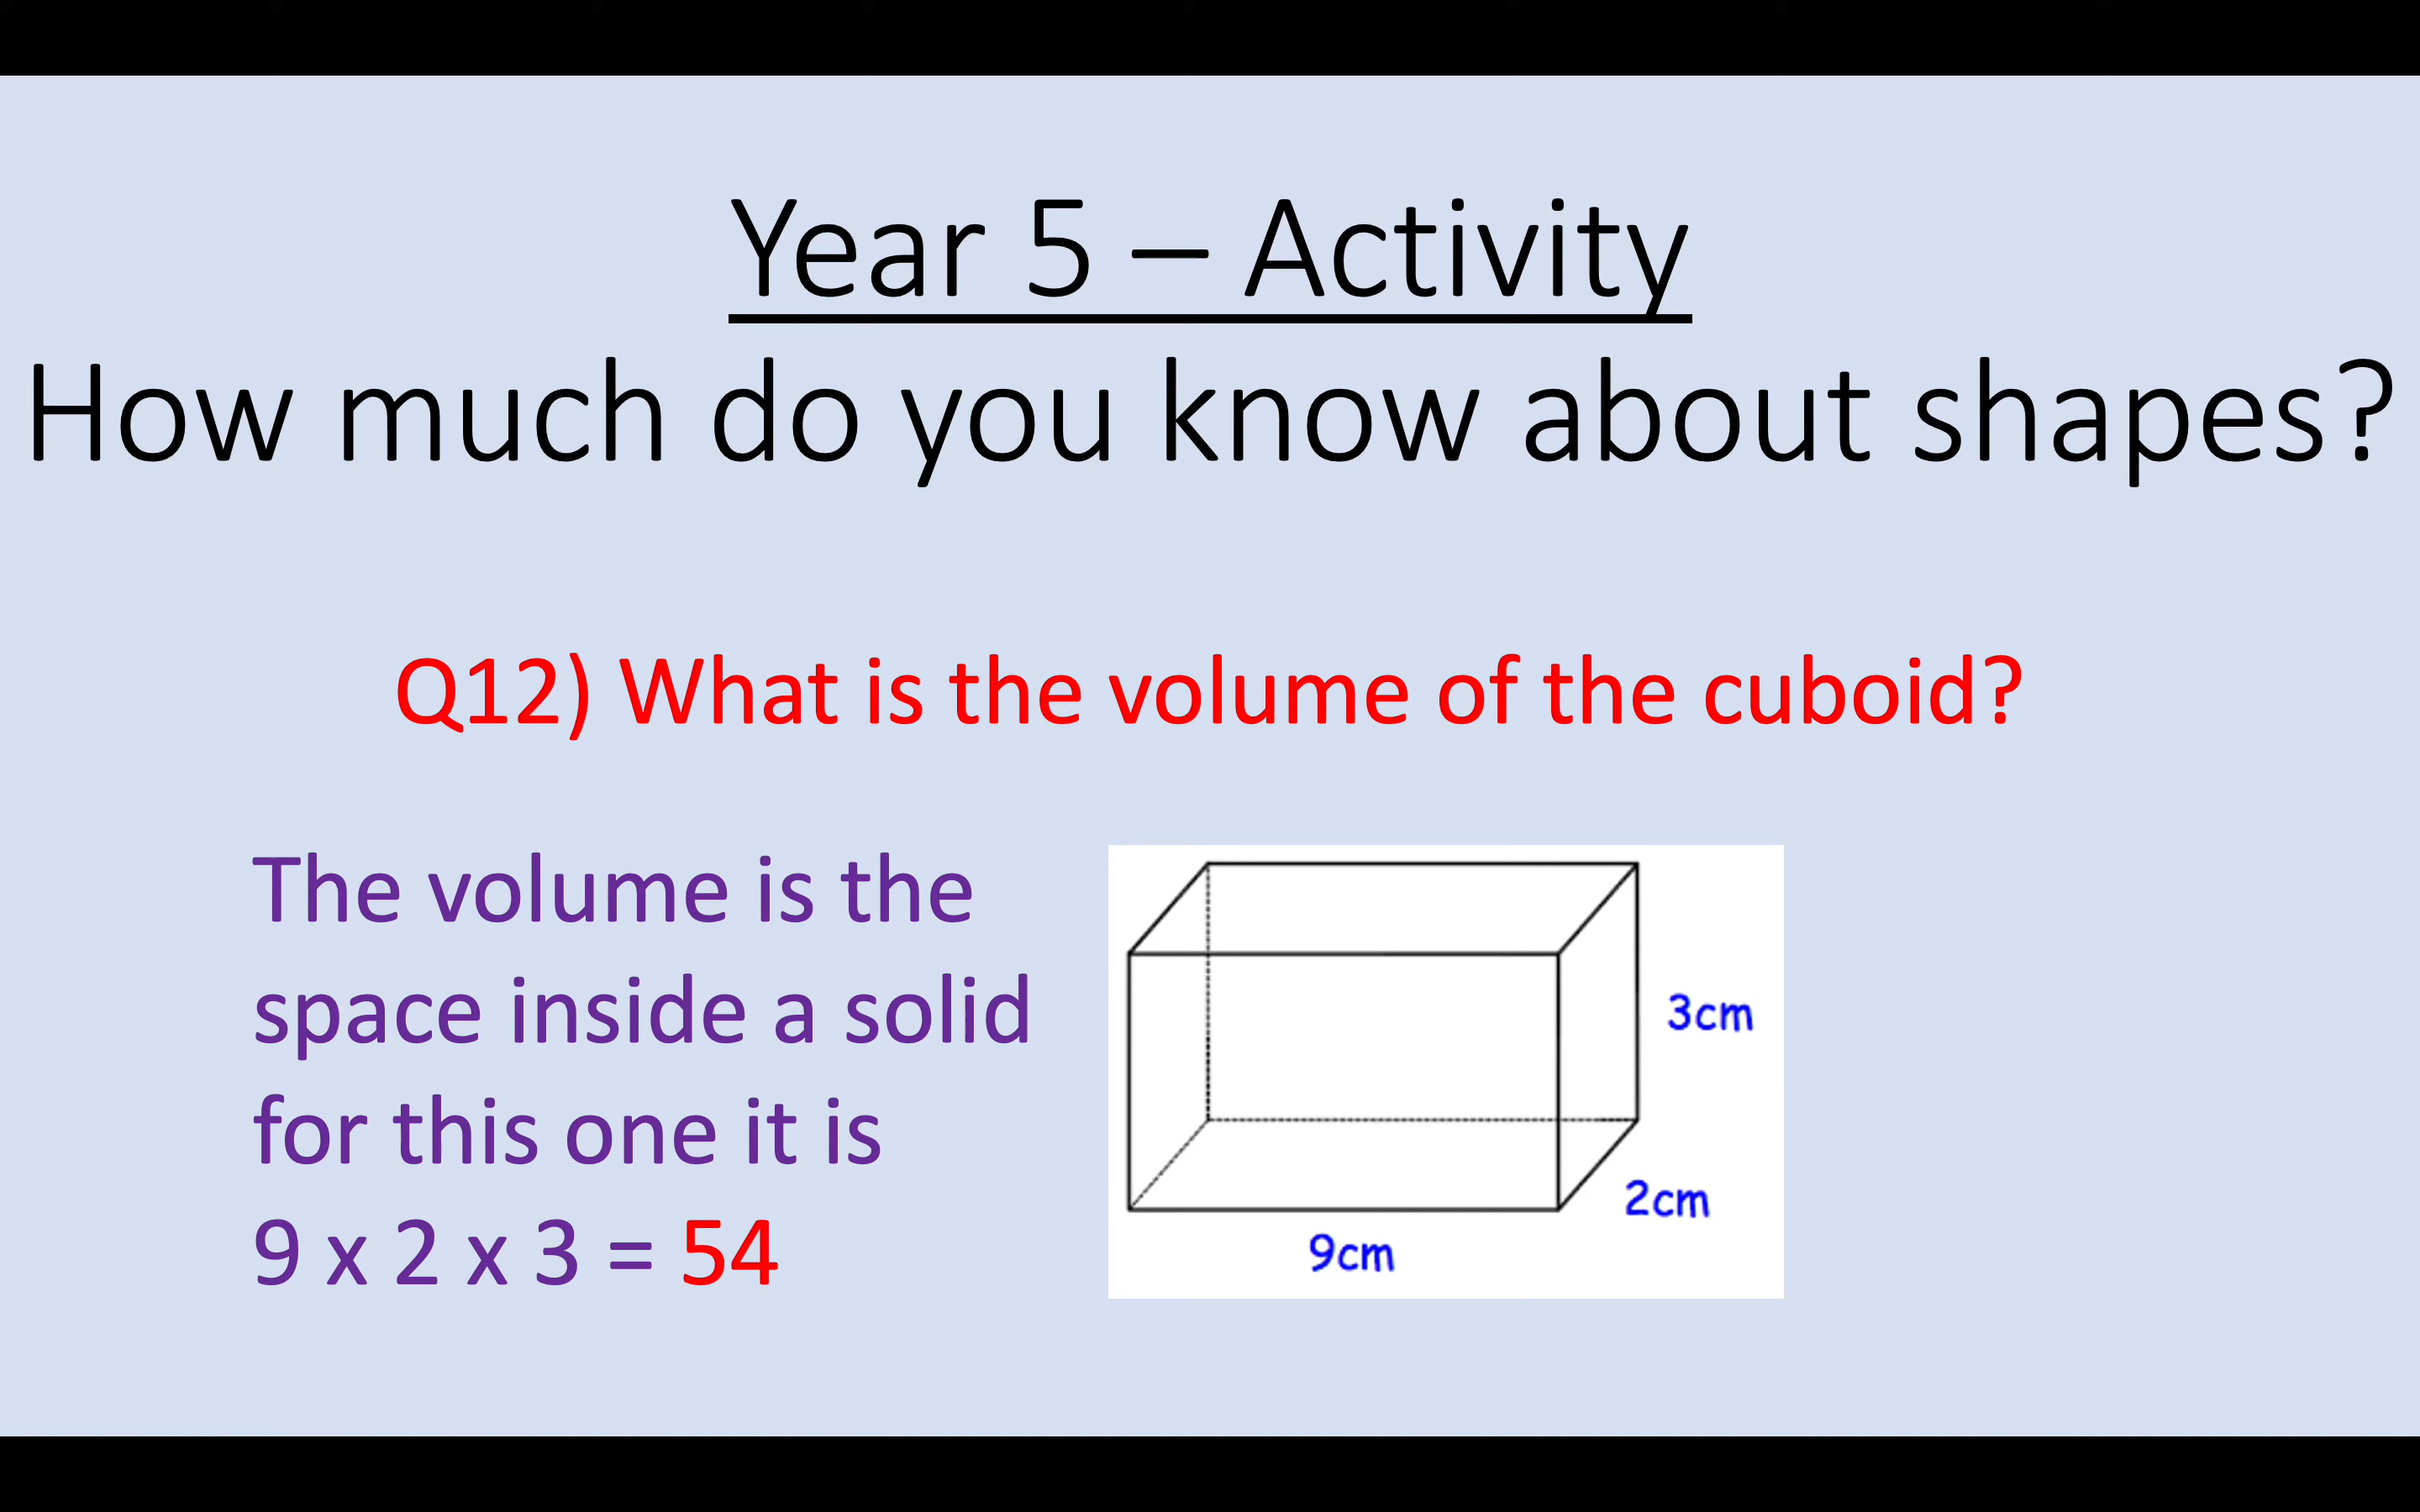 Year 5 – Activity
How much do you know about shapes?
Q12) What is the volume of the cuboid?
The volume is the
space inside a solid
for this one it is
9 x 2 x 3 = 54
3cm
2cm
9cm